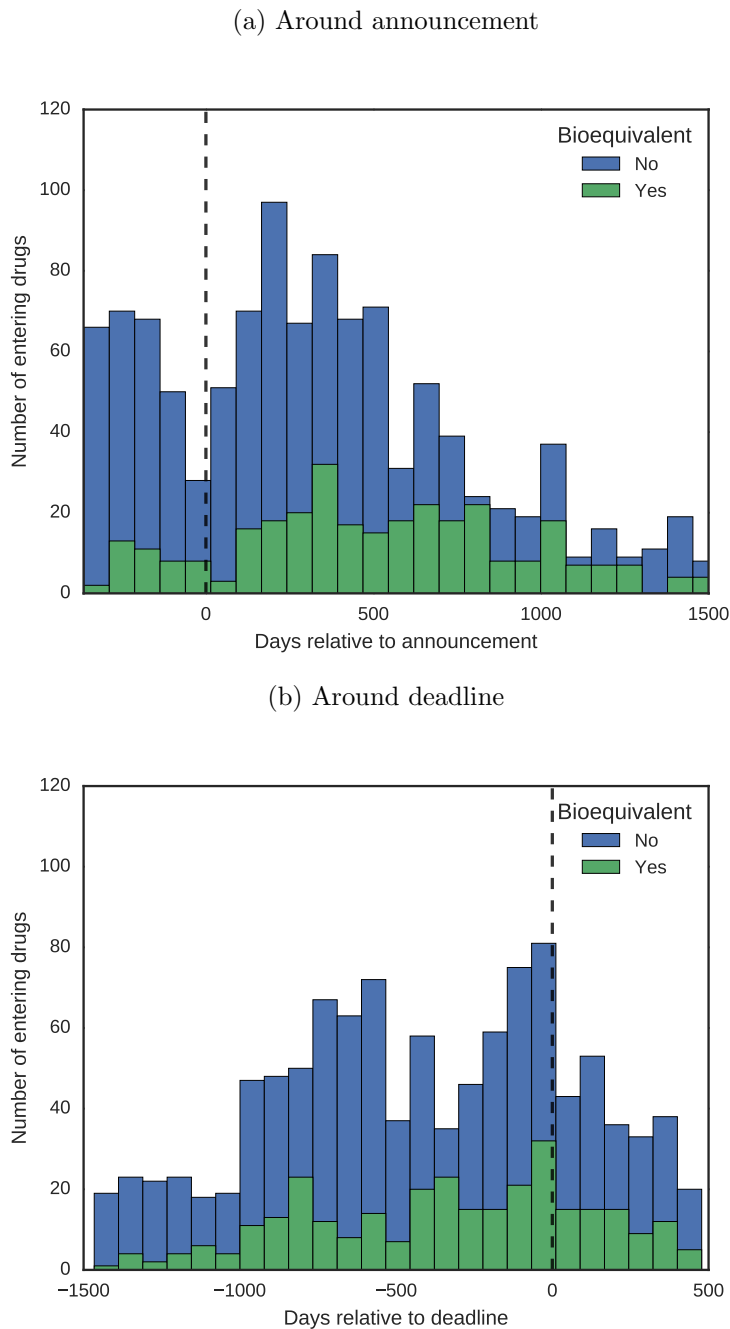 (a) Around announcement
120
100
80
60
40
20
0
Number of entering drugs
Bioequivalent
No
Yes
0 500 1000 1500
Days relative to announcement
(b) Around deadline
120
100
80
60
40
20
0
Number of entering drugs
Bioequivalent
No
Yes
−1500 −1000 −500 0 500
Days relative to deadline